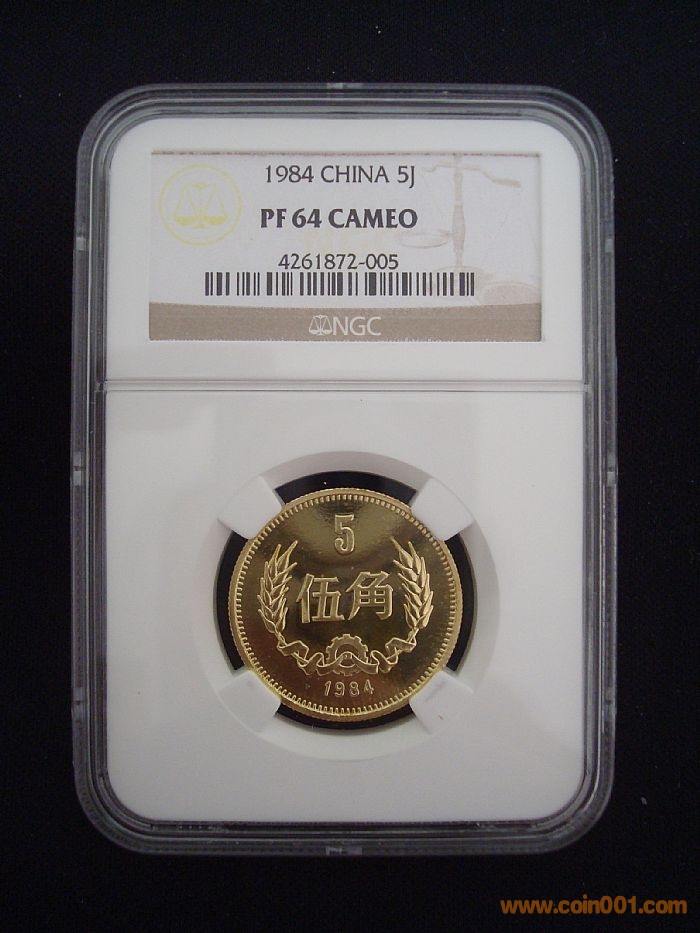 1984 CHINA 5J
PF 64 CAMEO
4261872-005
NGC
5
伍角
1984
www.coin001.com